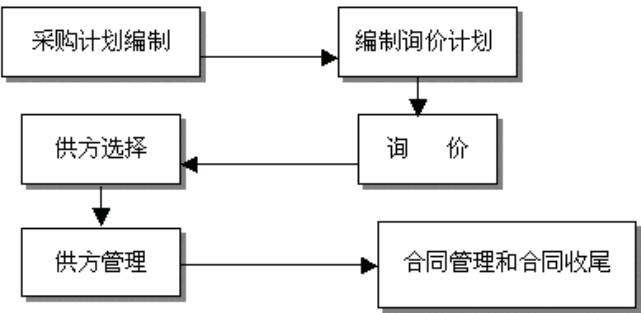 采购计划编制
编制询价计划
供方选择
询 价
供方管理
合同管理和合同收尾